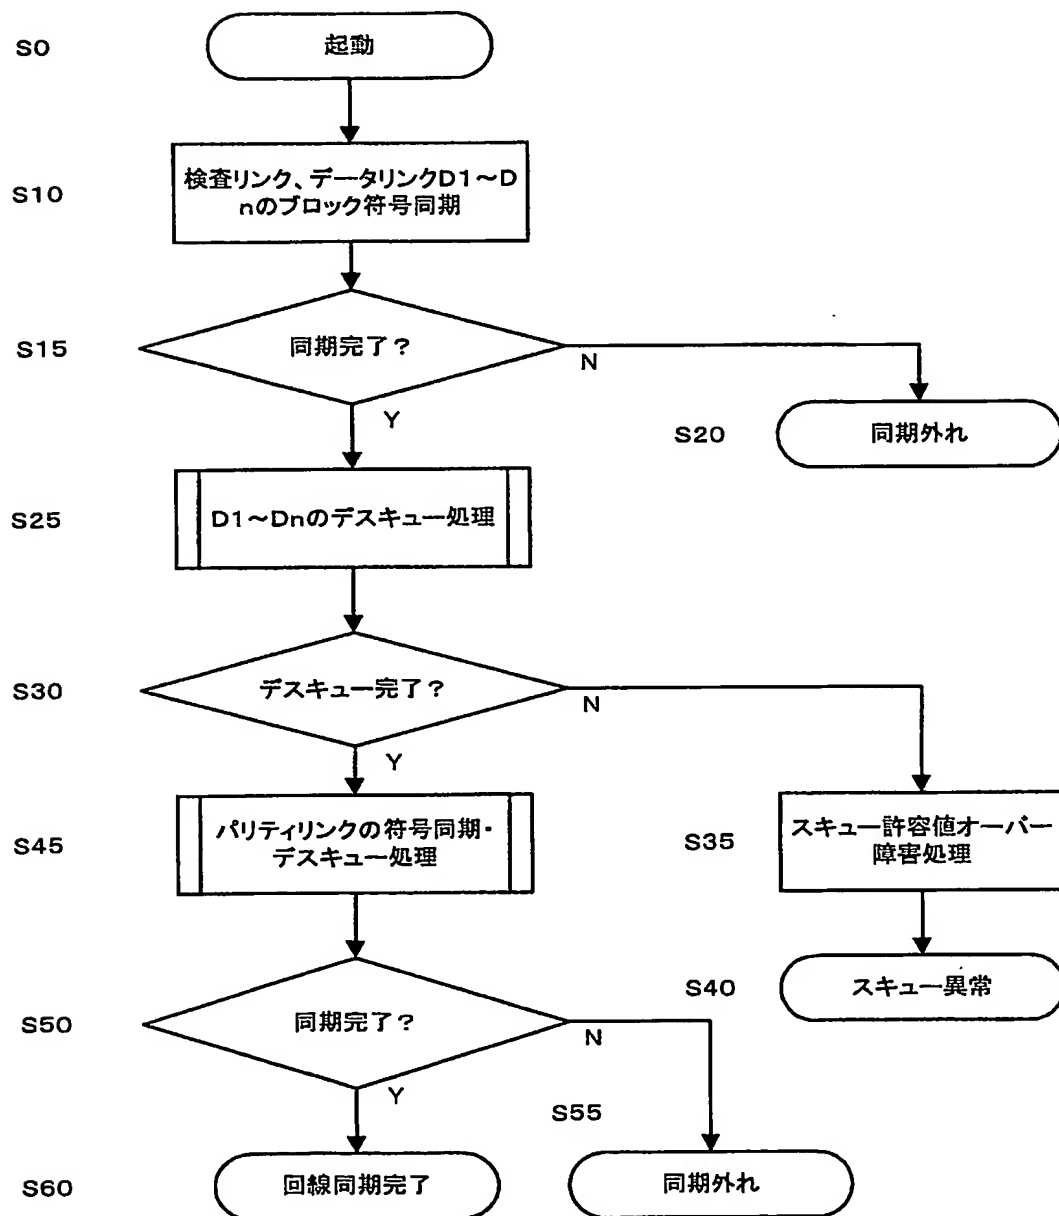 S0
起動
S10
検査リンク、データリンクD1～D
nのブロック符号同期
S15
同期完了？
N
Y
S20
同期外れ
S25
D1～Dnのデスキュー処理
S30
デスキュー完了？
N
Y
S45
パリティリンクの符号同期・
デスキュー処理
S35
スキュー許容値オーバー
障害処理
S40
スキュー異常
S50
同期完了？
N
Y
S55
S60
回線同期完了
同期外れ